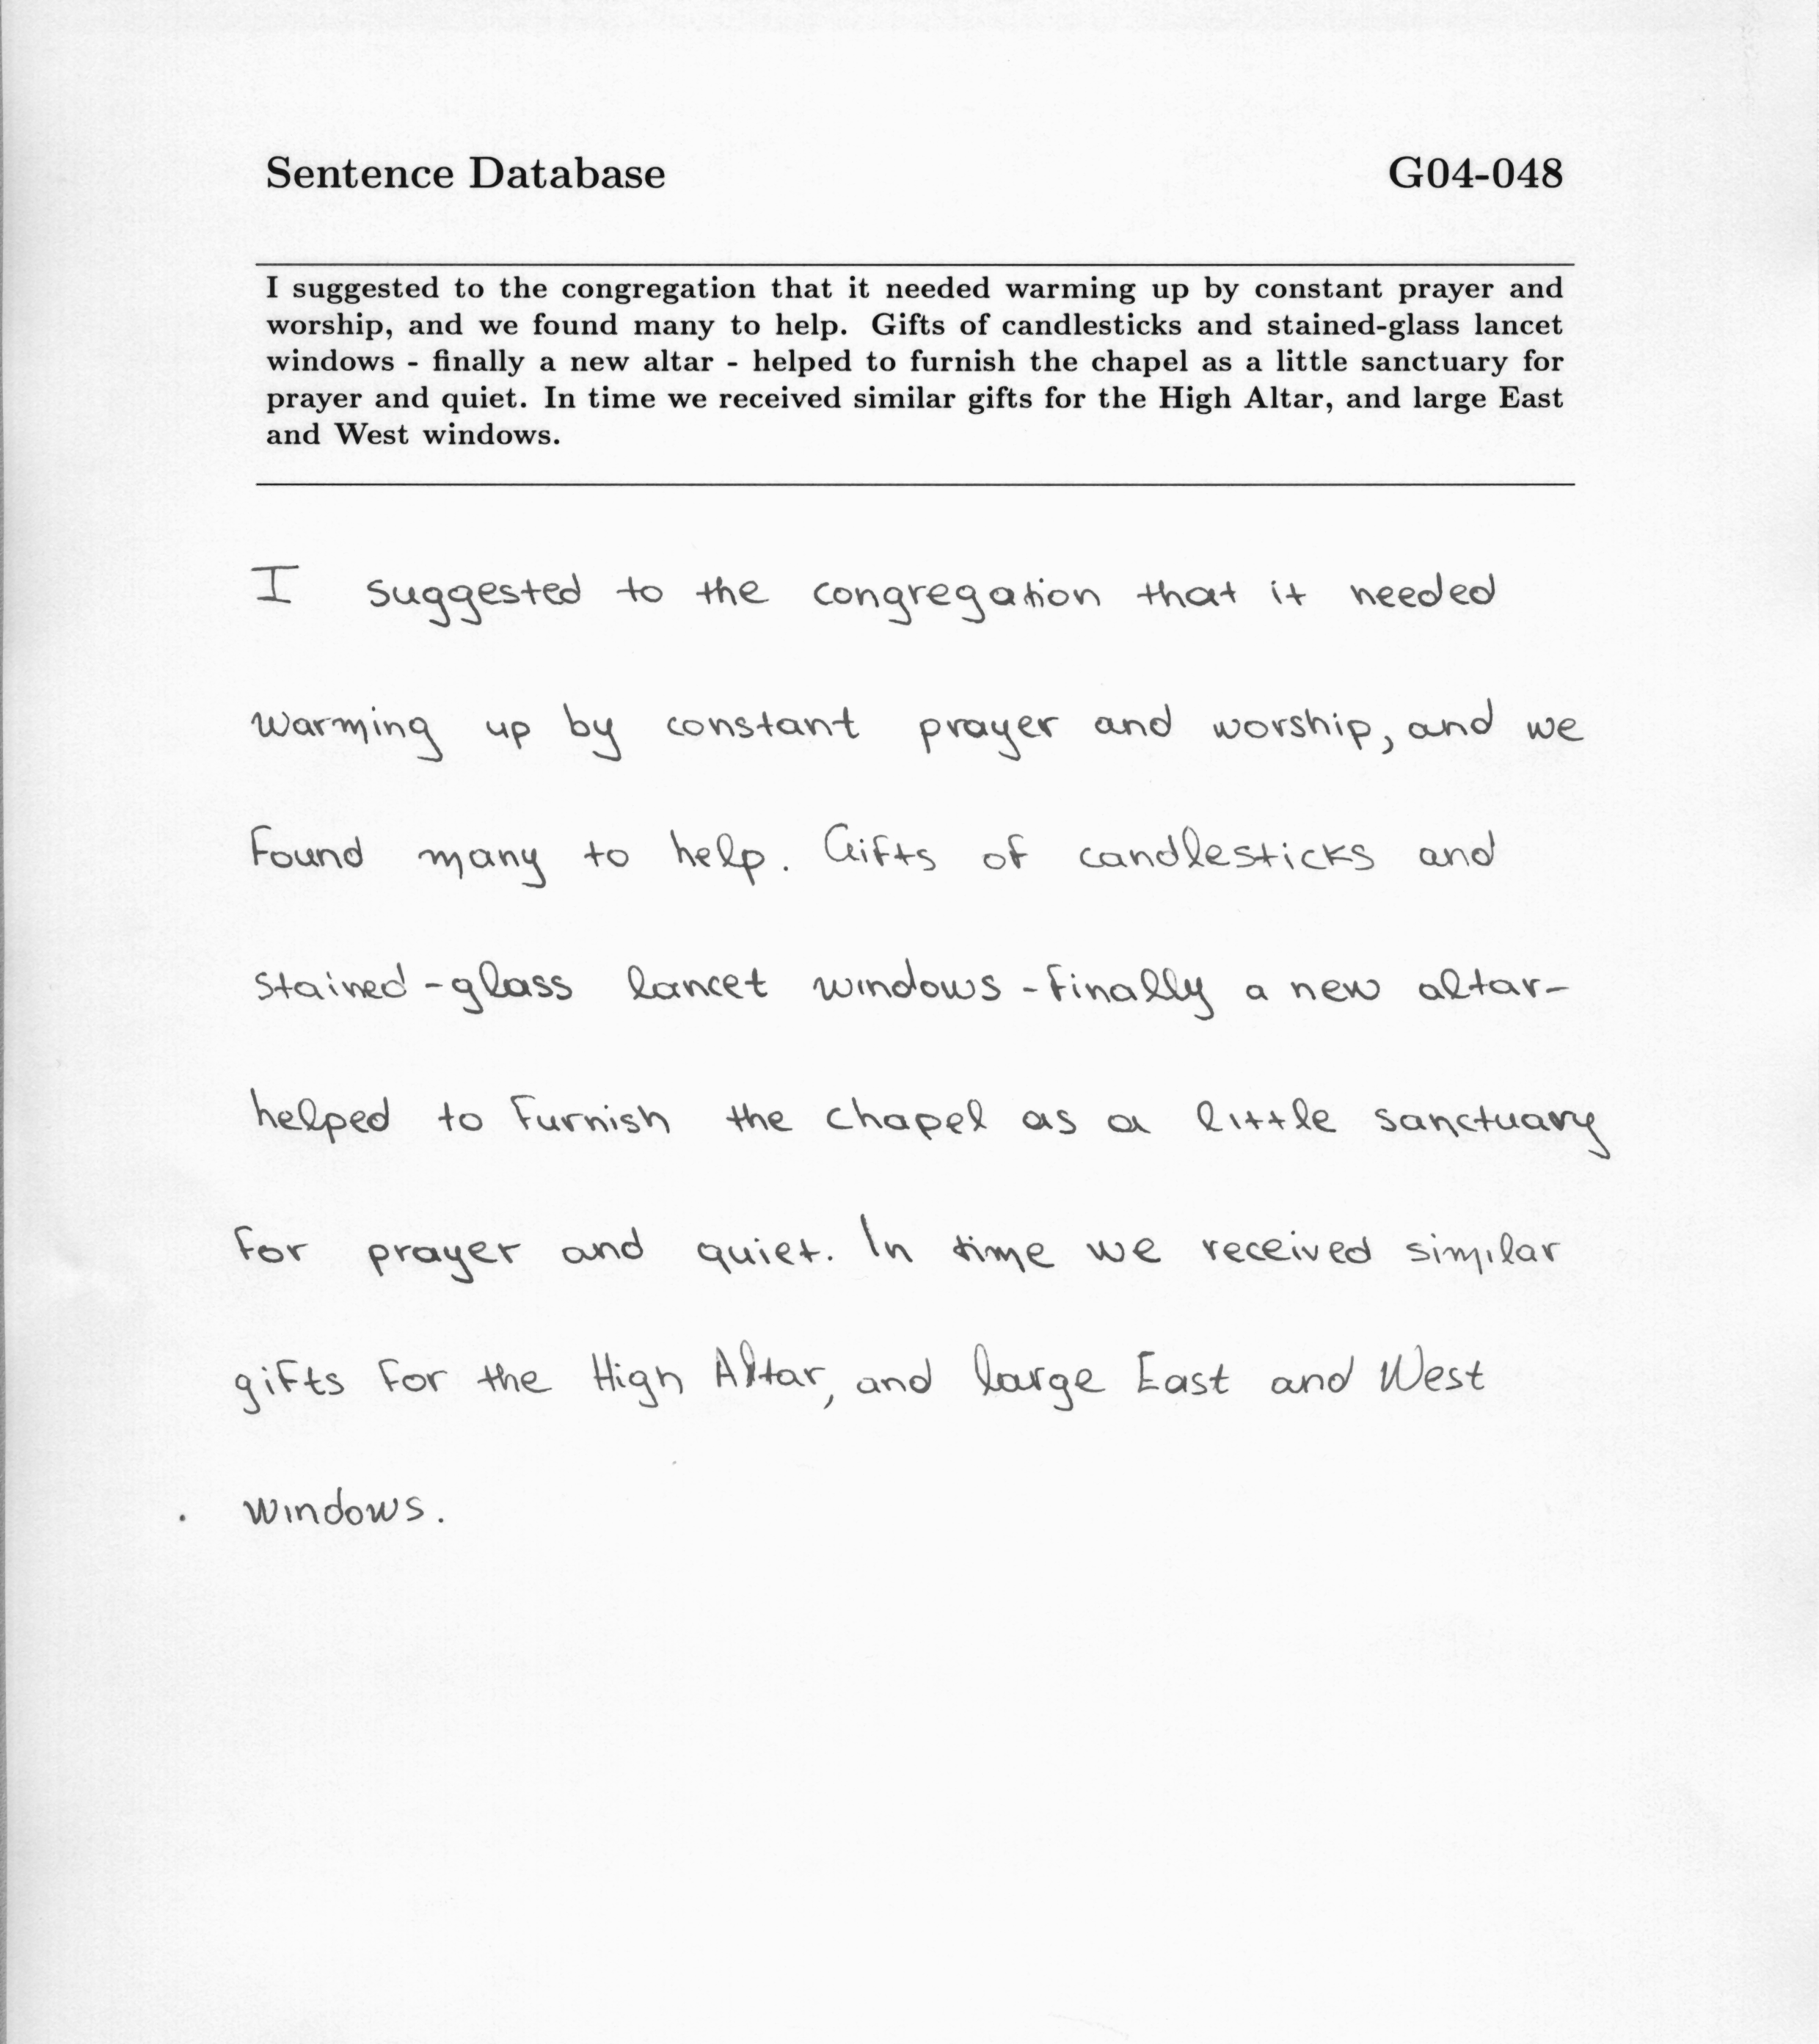 Sentence Database G04-048
I suggested to the congregation that it needed warming up by constant prayer and
worship, and we found many to help. Gifts of candlesticks and stained-glass lancet
windows - finally a new altar - helped to furnish the chapel as a little sanctuary for
prayer and quiet. In time we received similar gifts for the High Altar, and large East
and West windows.
I suggested to the congregation that it needed
warming up by constant prayer and worship, and we
found many to help. Gifts of candlesticks and
stained-glass lancet windows - finally a new altar-
helped to furnish the chapel as a little sanctuary
for prayer and quiet. In time we received similar
gifts for the High Altar, and large East and West
windows.